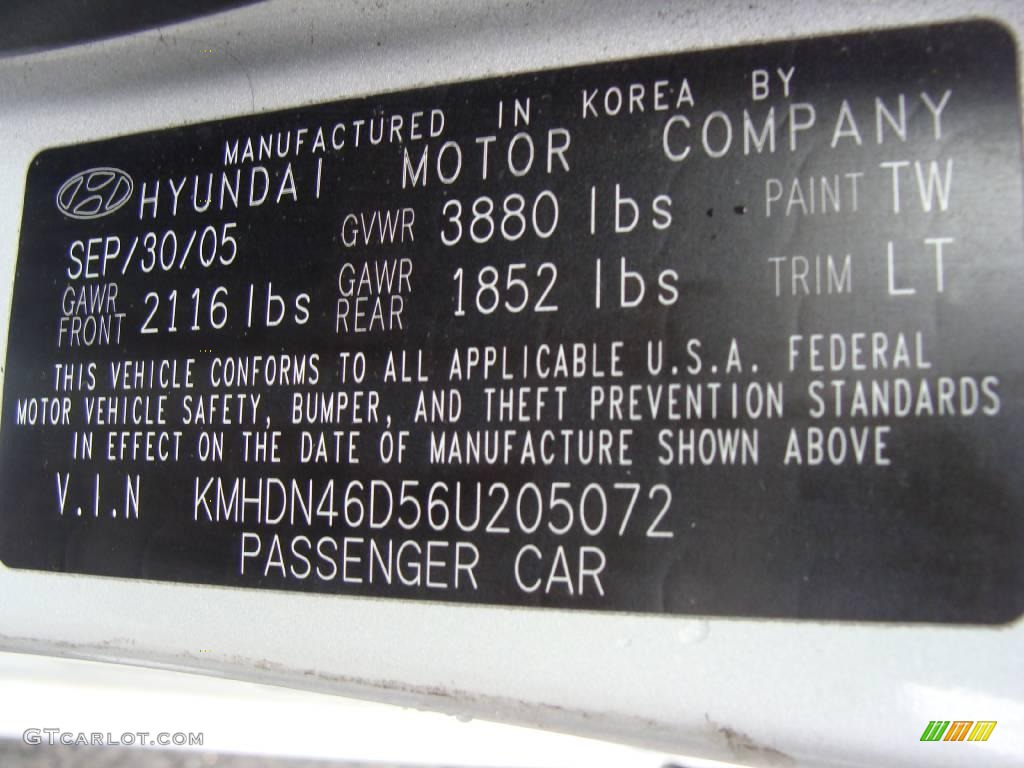 MANUFACTURED IN KOREA BY
HYUNDAI MOTOR COMPANY
SEP/30/05 GVWR 3880 lbs PAINT TW
GAWR FRONT 2116 lbs GAWR REAR 1852 lbs TRIM LT
THIS VEHICLE CONFORMS TO ALL APPLICABLE U.S.A. FEDERAL
MOTOR VEHICLE SAFETY, BUMPER, AND THEFT PREVENTION STANDARDS
IN EFFECT ON THE DATE OF MANUFACTURE SHOWN ABOVE
V.I.N KMHDN46D56U205072
PASSENGER CAR
GTCARLOT.COM